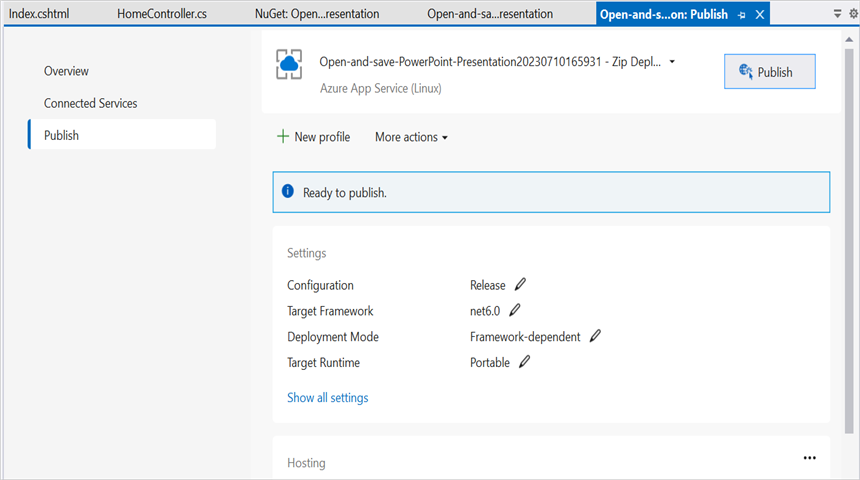 Index.cshtml HomeController.cs NuGet: Open...resentation Open-and-sa...resentation Open-and-s...on: Publish
Overview
Connected Services
Publish
Open-and-save-PowerPoint-Presentation20230710165931 - Zip Depl...
Azure App Service (Linux)
Publish
New profile More actions
Ready to publish.
Settings
Configuration Release
Target Framework net6.0
Deployment Mode Framework-dependent
Target Runtime Portable
Show all settings
Hosting